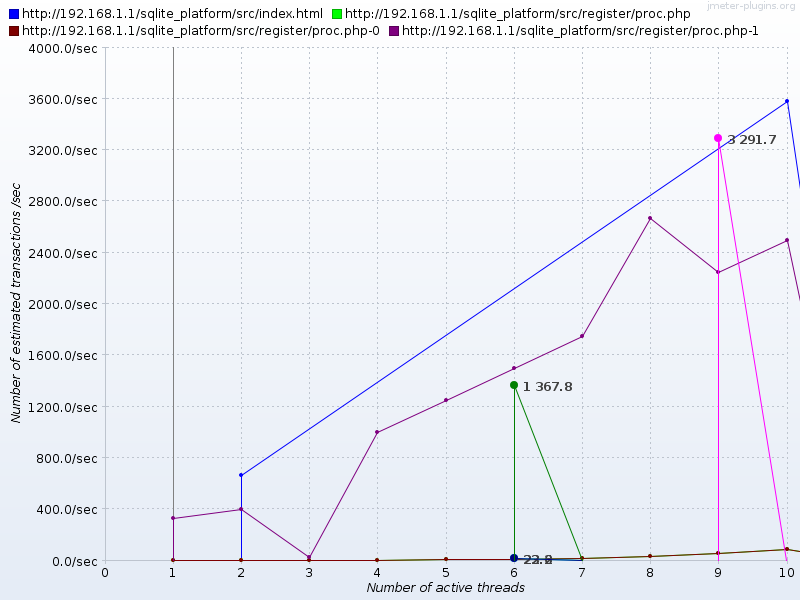 jmeter-plugins.org
http://192.168.1.1/sqlite_platform/src/index.html http://192.168.1.1/sqlite_platform/src/register/proc.php
http://192.168.1.1/sqlite_platform/src/register/proc.php-0 http://192.168.1.1/sqlite_platform/src/register/proc.php-1
4000.0/sec
3600.0/sec
3 291.7
3200.0/sec
2800.0/sec
2400.0/sec
2000.0/sec
1600.0/sec
1 367.8
1200.0/sec
800.0/sec
400.0/sec
0.0/sec
Number of estimated transactions /sec
0 1 2 3 4 5 6 7 8 9 10
Number of active threads